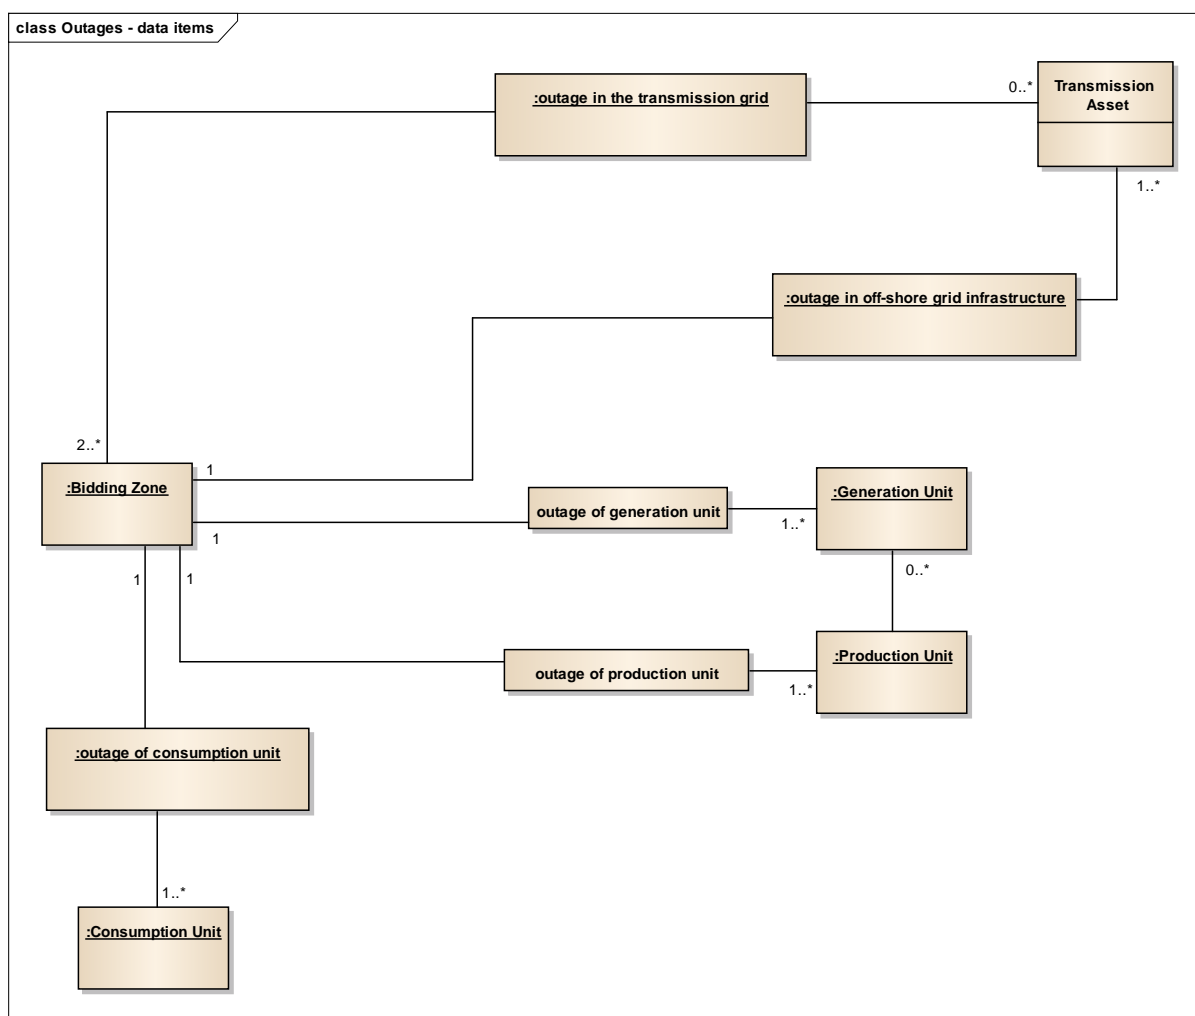 class Outages - data items
:outage in the transmission grid
0..*
Transmission
Asset
1..*
:outage in off-shore grid infrastructure
2..*
:Bidding Zone
1
1
1
1
outage of generation unit
1..*
:Generation Unit
0..*
outage of production unit
1..*
:Production Unit
:outage of consumption unit
1..*
:Consumption Unit